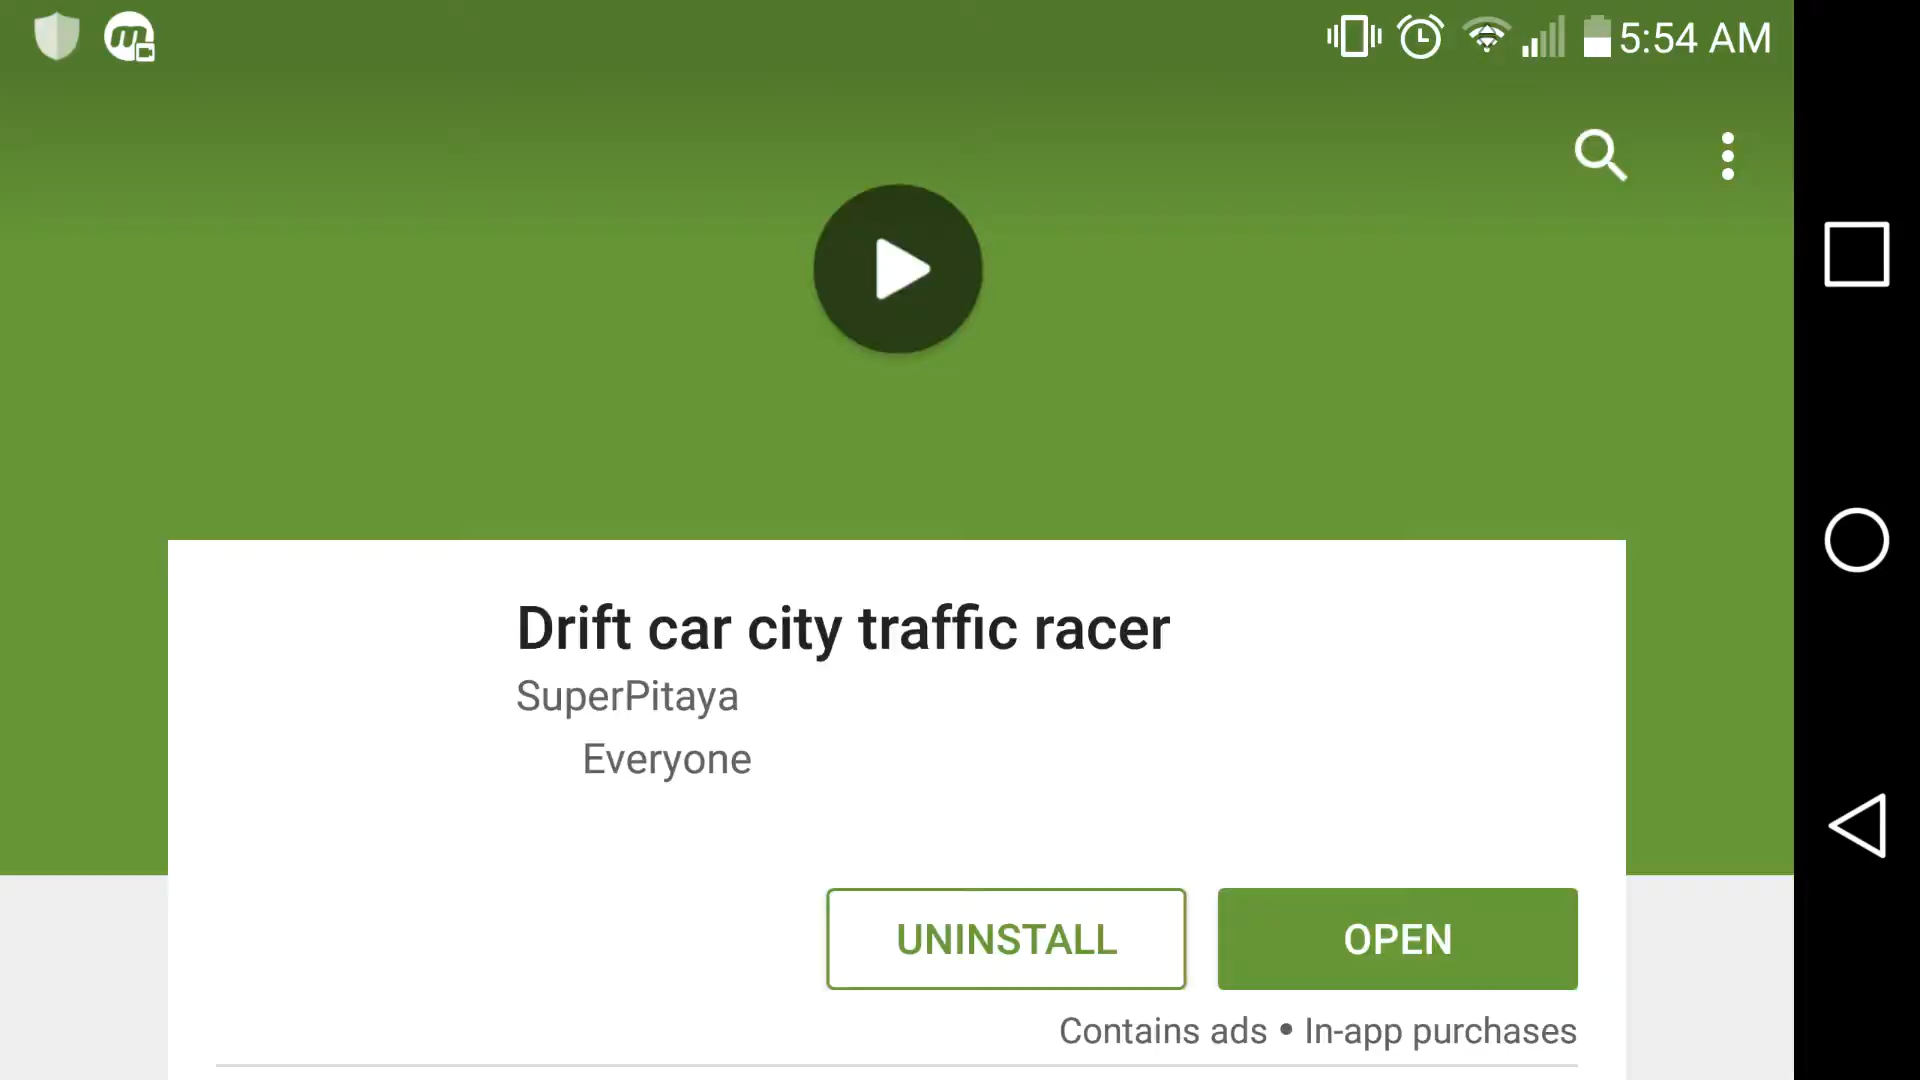 5:54 AM
Drift car city traffic racer
SuperPitaya
Everyone
UNINSTALL
OPEN
Contains ads • In-app purchases